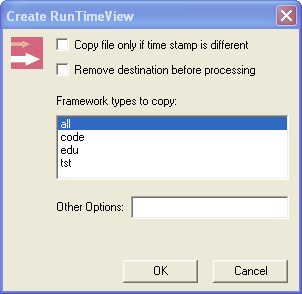 Create RunTimeView
Copy file only if time stamp is different
Remove destination before processing
Framework types to copy:
all
code
edu
tst
Other Options:
OK
Cancel